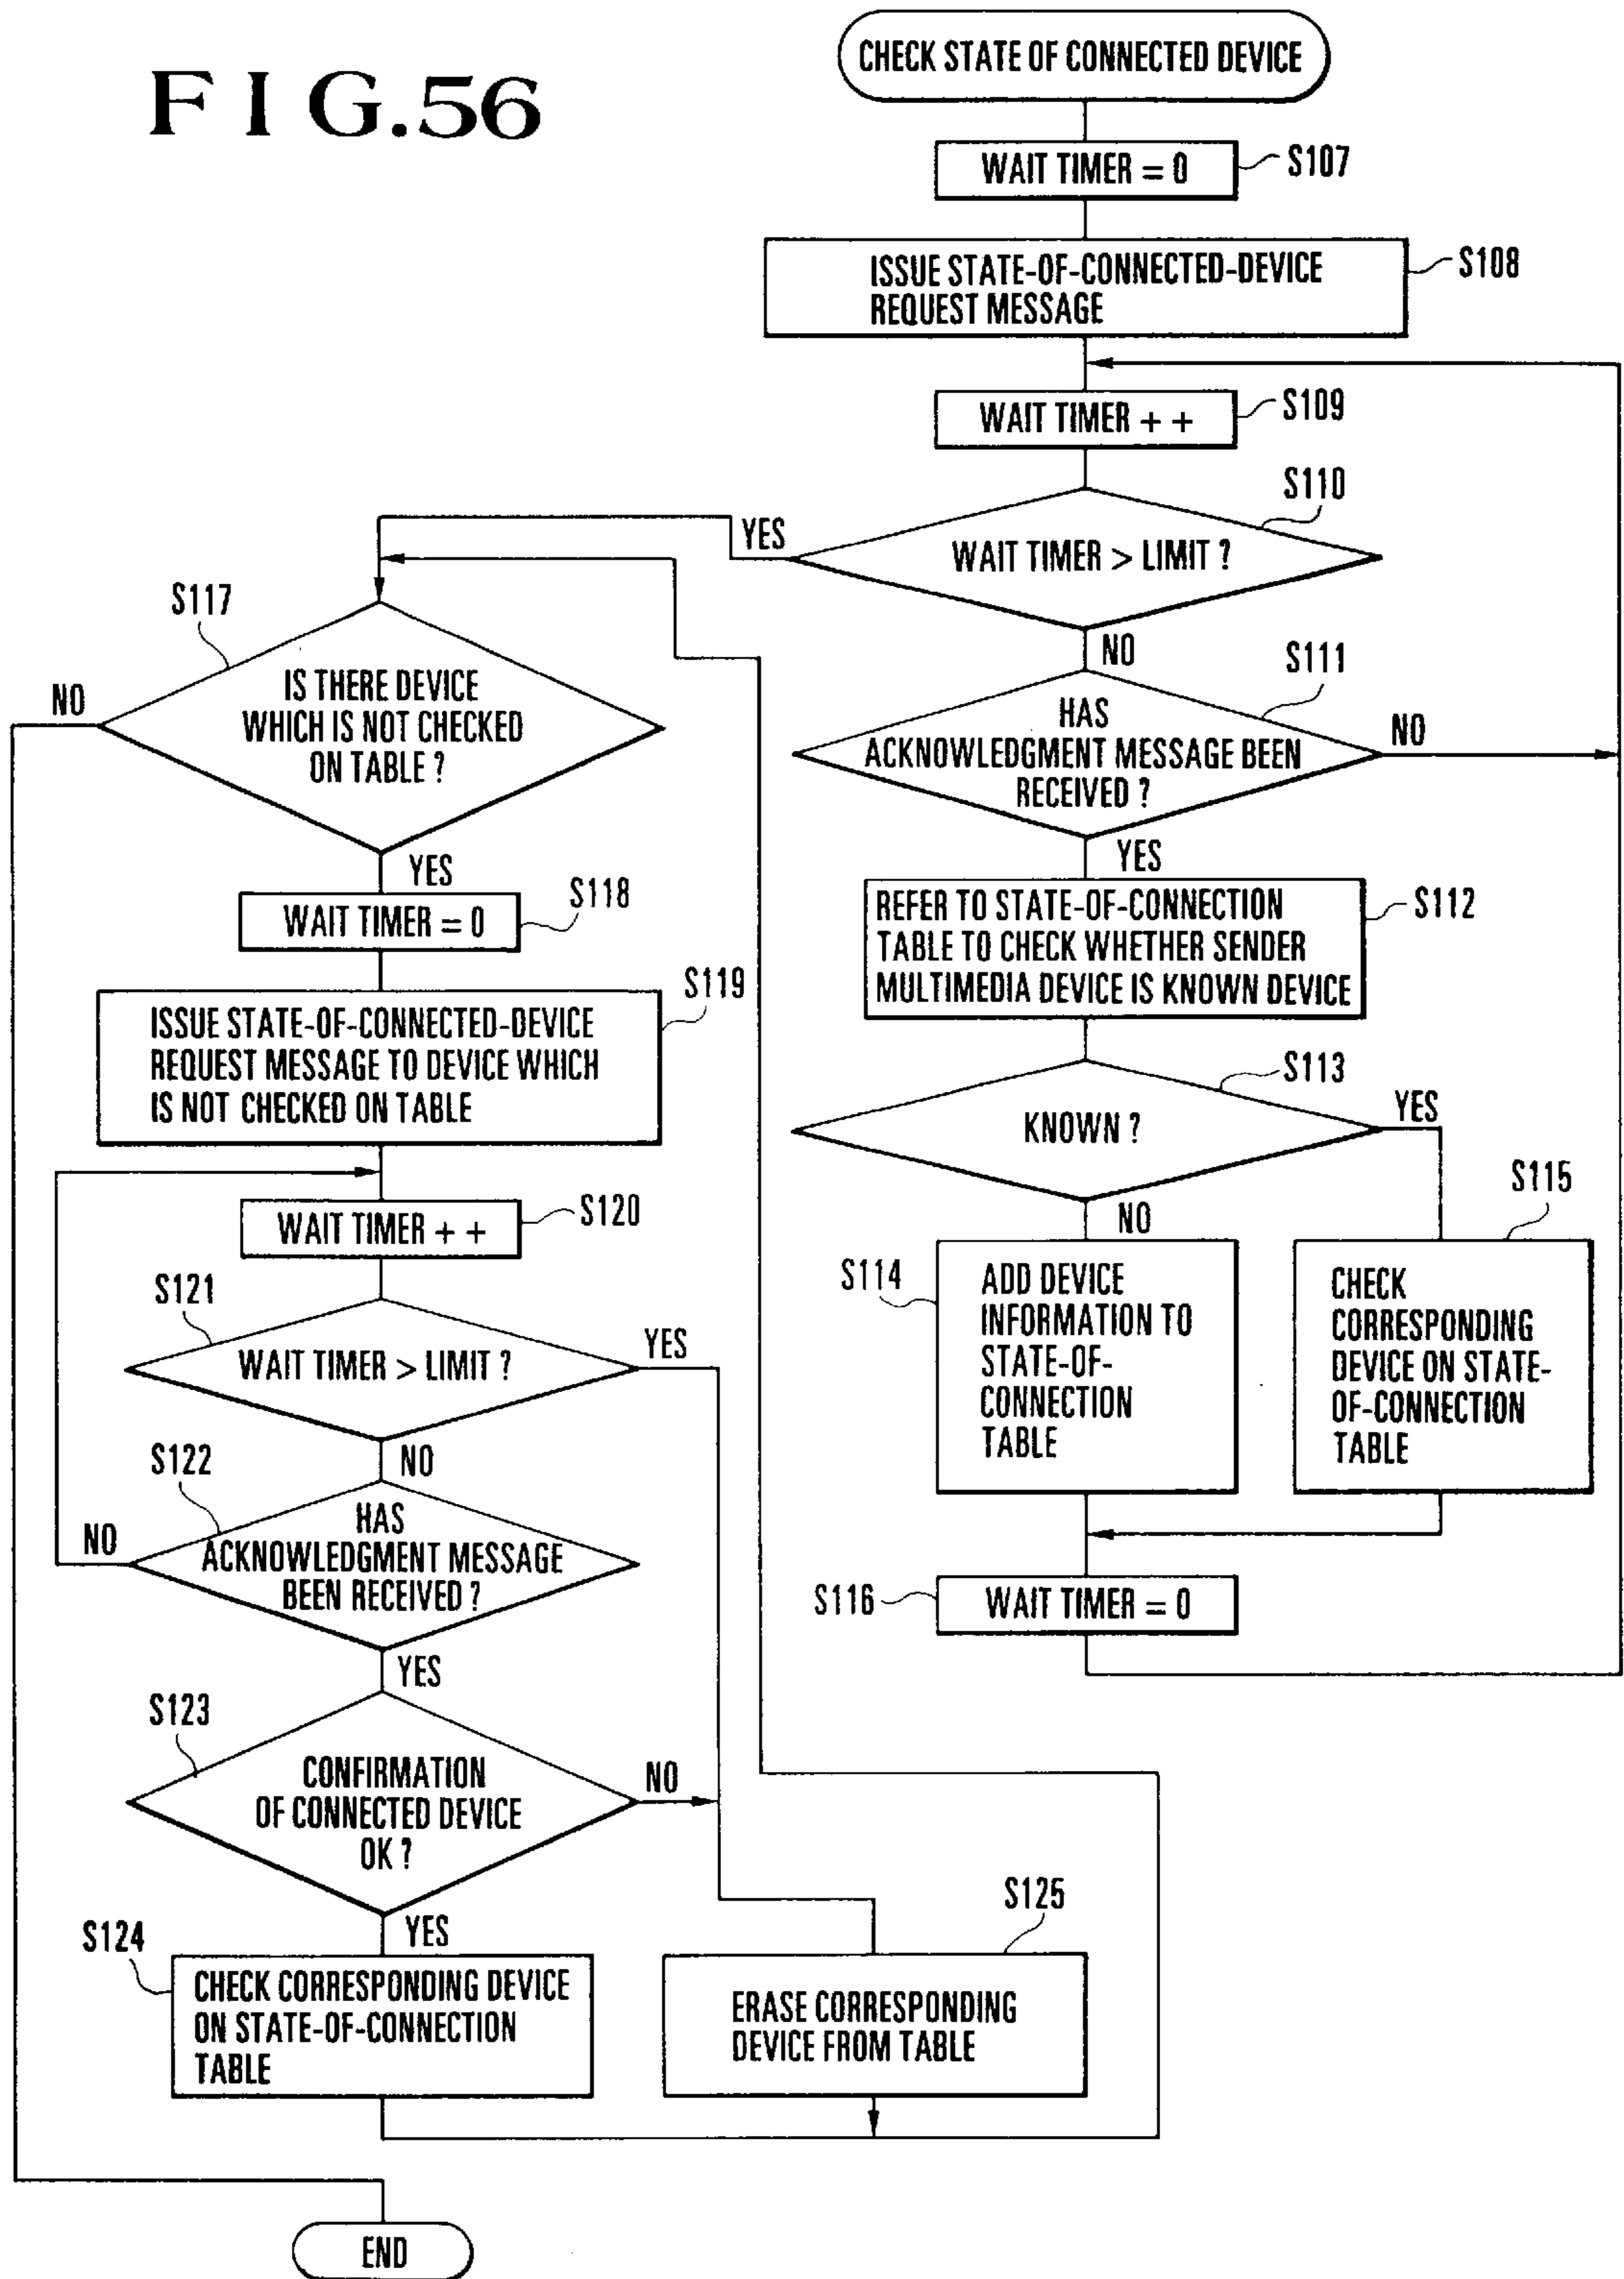 FIG.56
CHECK STATE OF CONNECTED DEVICE
WAIT TIMER = 0
S107
ISSUE STATE-OF-CONNECTED-DEVICE
REQUEST MESSAGE
S108
WAIT TIMER + +
S109
S110
WAIT TIMER > LIMIT ?
YES
NO
S111
HAS
ACKNOWLEDGMENT MESSAGE BEEN
RECEIVED ?
NO
YES
REFER TO STATE-OF-CONNECTION
TABLE TO CHECK WHETHER SENDER
MULTIMEDIA DEVICE IS KNOWN DEVICE
S112
S113
KNOWN ?
YES
NO
S114
ADD DEVICE
INFORMATION TO
STATE-OF-
CONNECTION
TABLE
S115
CHECK
CORRESPONDING
DEVICE ON STATE-
OF-CONNECTION
TABLE
S116
WAIT TIMER = 0
S117
IS THERE DEVICE
WHICH IS NOT CHECKED
ON TABLE ?
NO
YES
S118
WAIT TIMER = 0
S119
ISSUE STATE-OF-CONNECTED-DEVICE
REQUEST MESSAGE TO DEVICE WHICH
IS NOT CHECKED ON TABLE
WAIT TIMER + +
S120
S121
WAIT TIMER > LIMIT ?
YES
NO
S122
HAS
ACKNOWLEDGMENT MESSAGE
BEEN RECEIVED ?
NO
YES
S123
CONFIRMATION
OF CONNECTED DEVICE
OK ?
NO
YES
S124
CHECK CORRESPONDING DEVICE
ON STATE-OF-CONNECTION
TABLE
S125
ERASE CORRESPONDING
DEVICE FROM TABLE
END